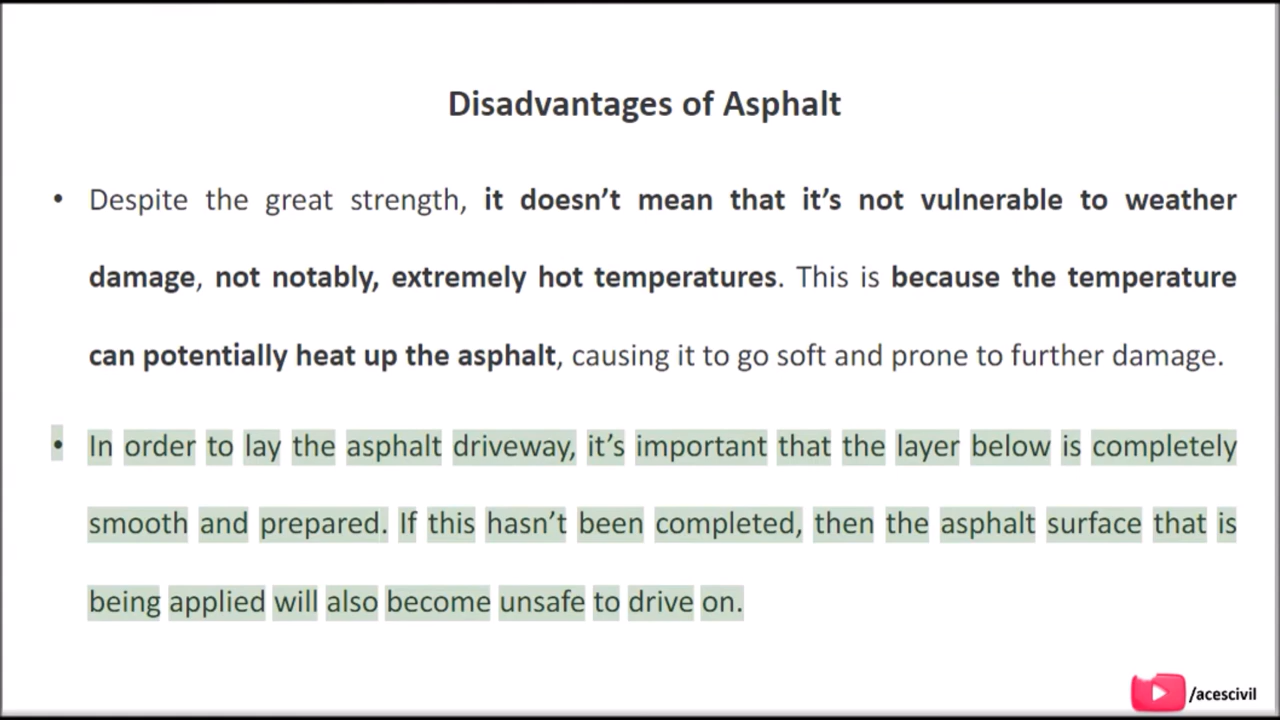 Disadvantages of Asphalt
• Despite the great strength, it doesn’t mean that it’s not vulnerable to weather
damage, not notably, extremely hot temperatures. This is because the temperature
can potentially heat up the asphalt, causing it to go soft and prone to further damage.
• In order to lay the asphalt driveway, it’s important that the layer below is completely
smooth and prepared. If this hasn’t been completed, then the asphalt surface that is
being applied will also become unsafe to drive on.
/acescivil